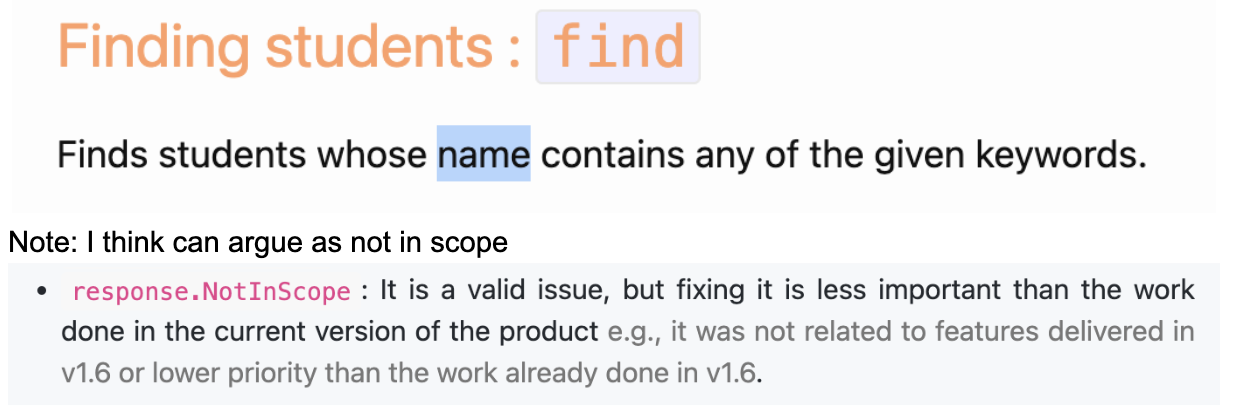 Finding students : find
Finds students whose name contains any of the given keywords.
Note: I think can argue as not in scope
• response.NotInScope : It is a valid issue, but fixing it is less important than the work
done in the current version of the product e.g., it was not related to features delivered in
v1.6 or lower priority than the work already done in v1.6.